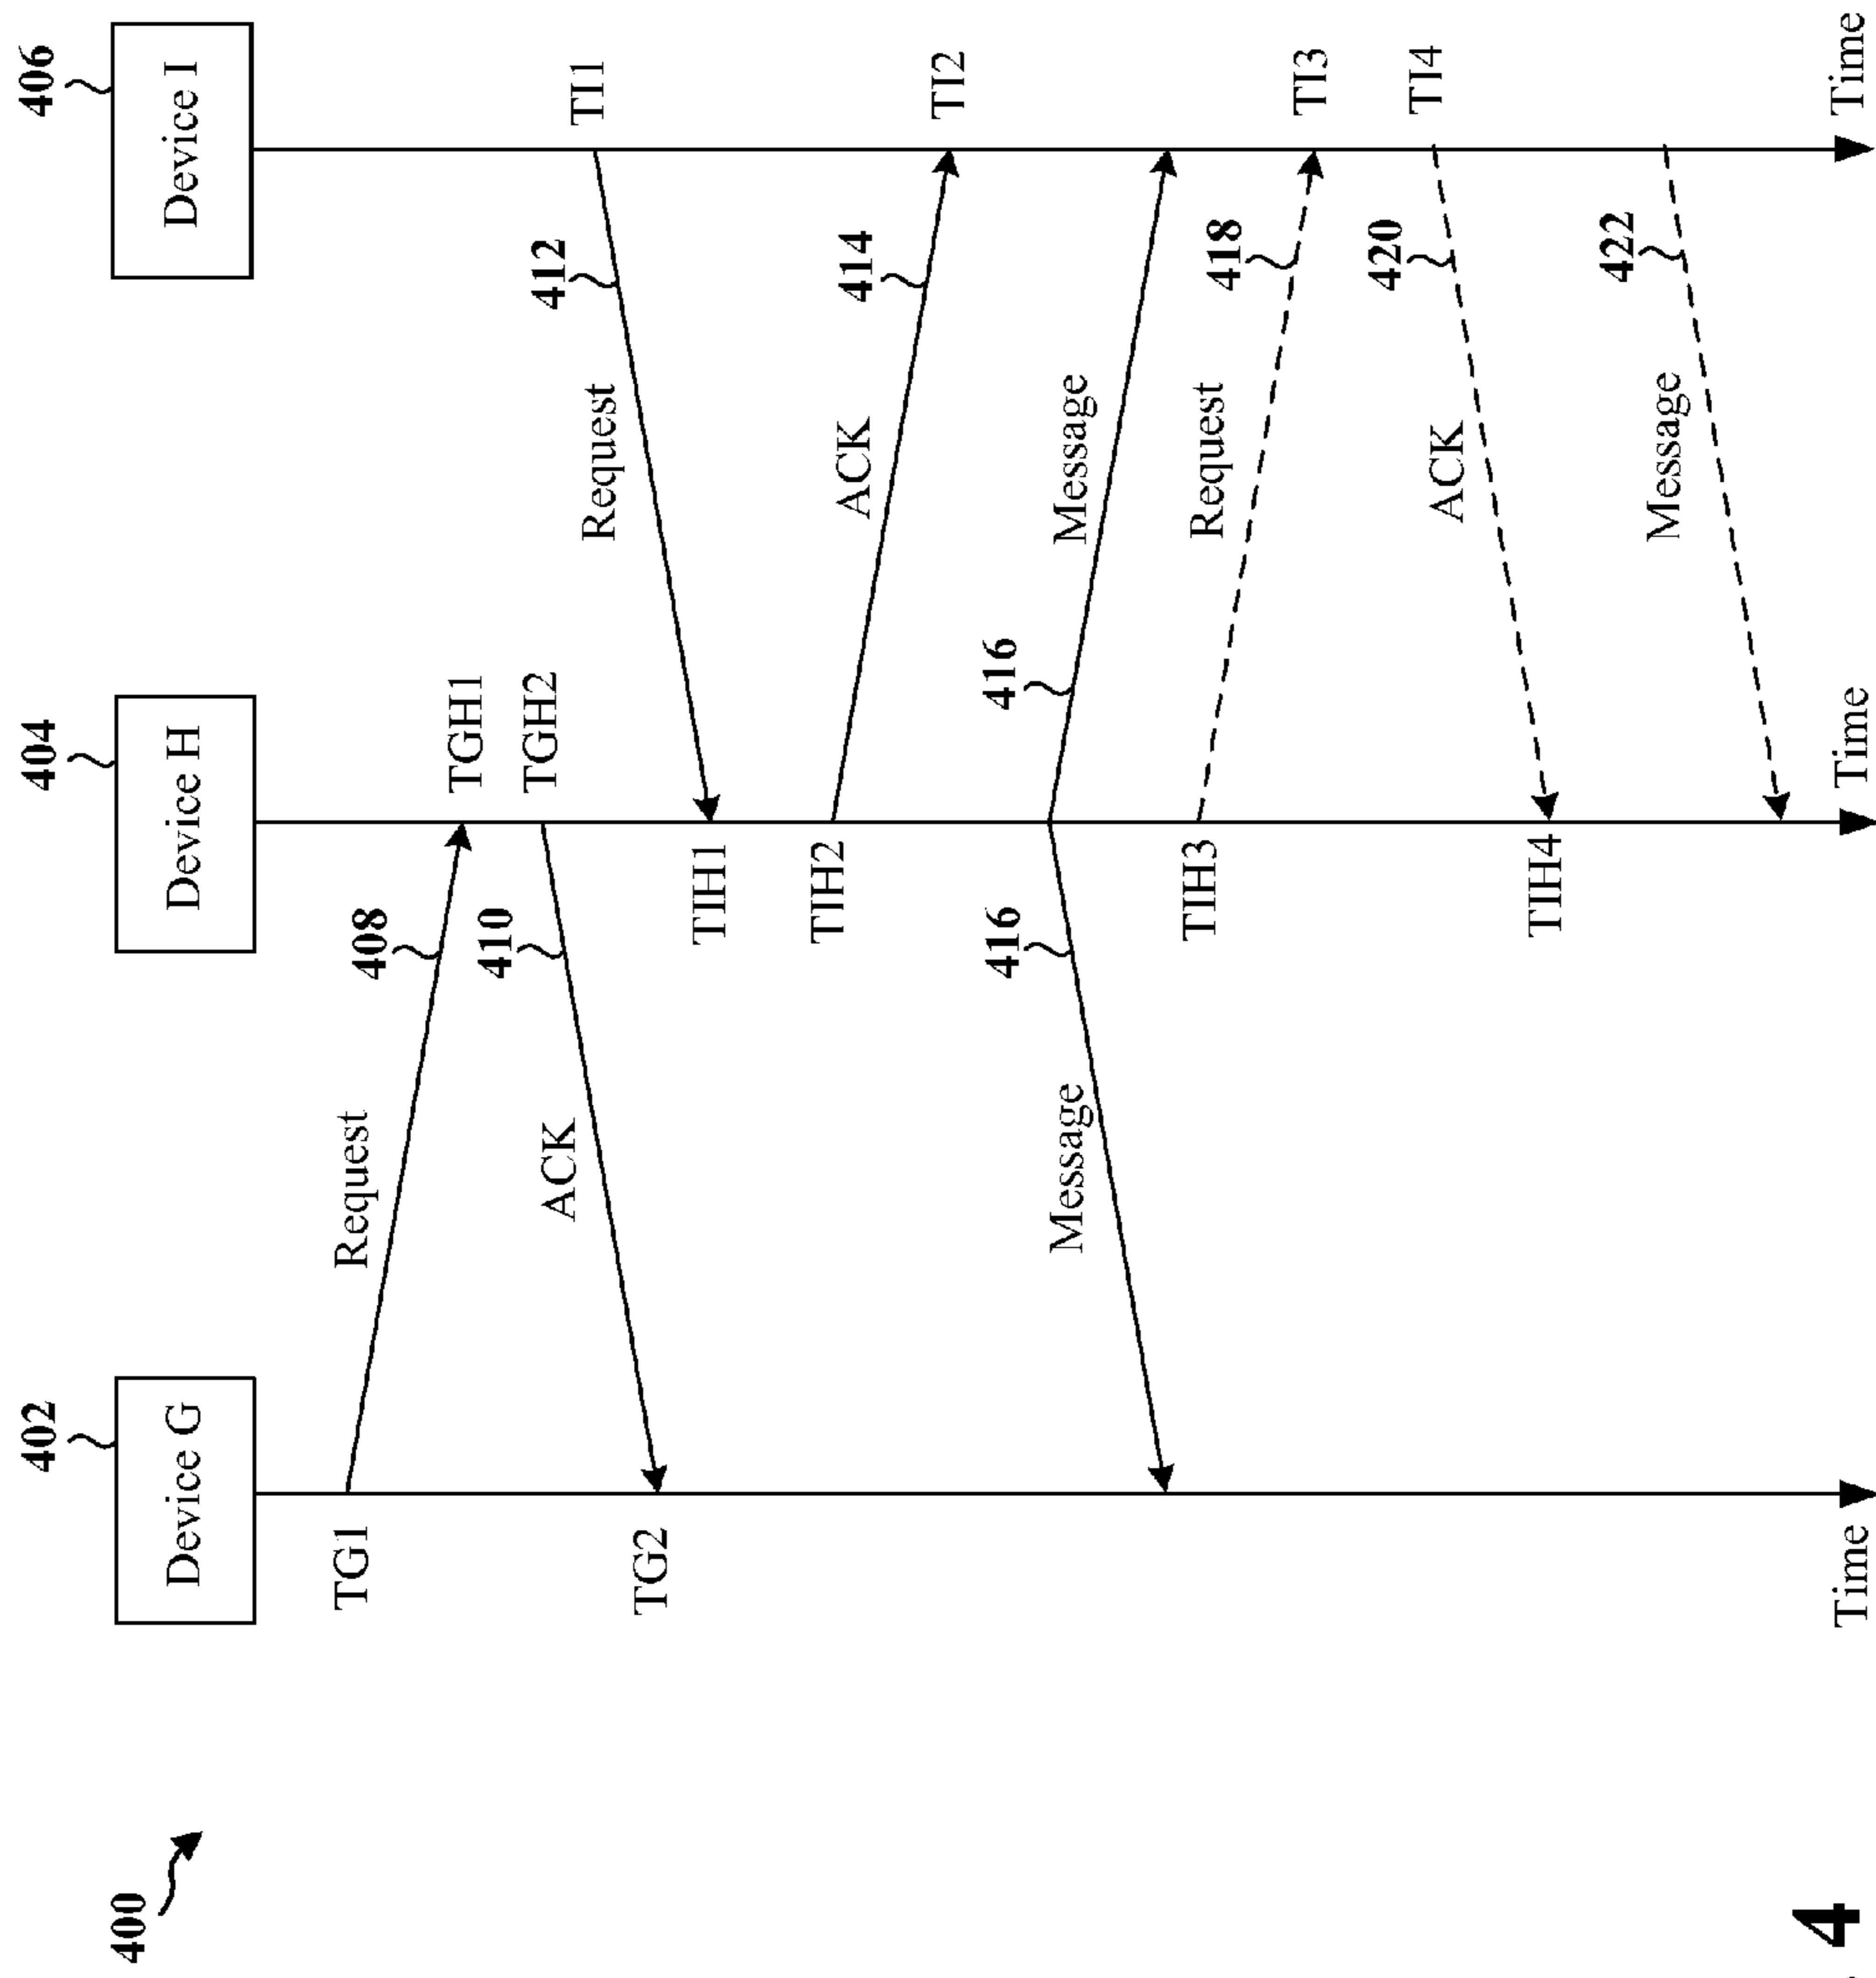 400
402
404
406
Device G
Device H
Device I
TG1
Request
408
TGH1
410
TGH2
ACK
TG2
412
TI1
Request
TIH1
TIH2
ACK
414
TI2
416
416
Message
Message
TIH3
Request
418
TI3
420
TI4
ACK
TIH4
422
Message
Time
Time
Time
4